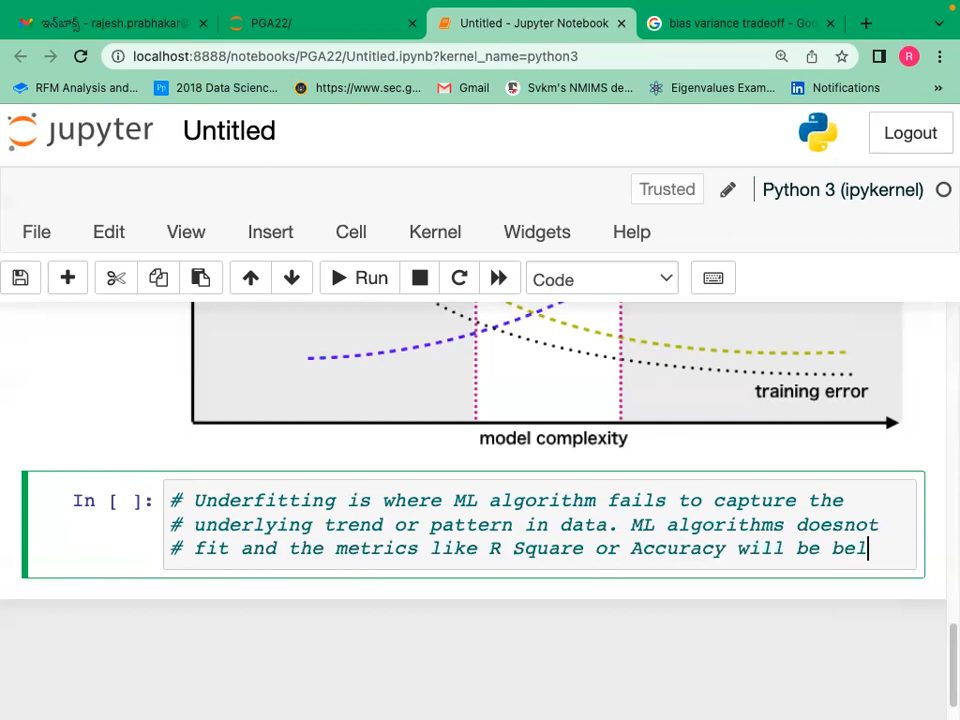 ఇన్‌బాక్స్ - rajesh.prabhakar
PGA22/
Untitled - Jupyter Notebook
bias variance tradeoff - Goo
localhost:8888/notebooks/PGA22/Untitled.ipynb?kernel_name=python3
R
RFM Analysis and...
2018 Data Scienc...
https://www.sec.g...
Gmail
Svkm's NMIMS de...
Eigenvalues Exam...
Notifications
»
jupyter Untitled
Logout
Trusted
Python 3 (ipykernel)
File Edit View Insert Cell Kernel Widgets Help
Run
Code
training error
model complexity
In [ ]: # Underfitting is where ML algorithm fails to capture the
# underlying trend or pattern in data. ML algorithms doesnot
# fit and the metrics like R Square or Accuracy will be bel